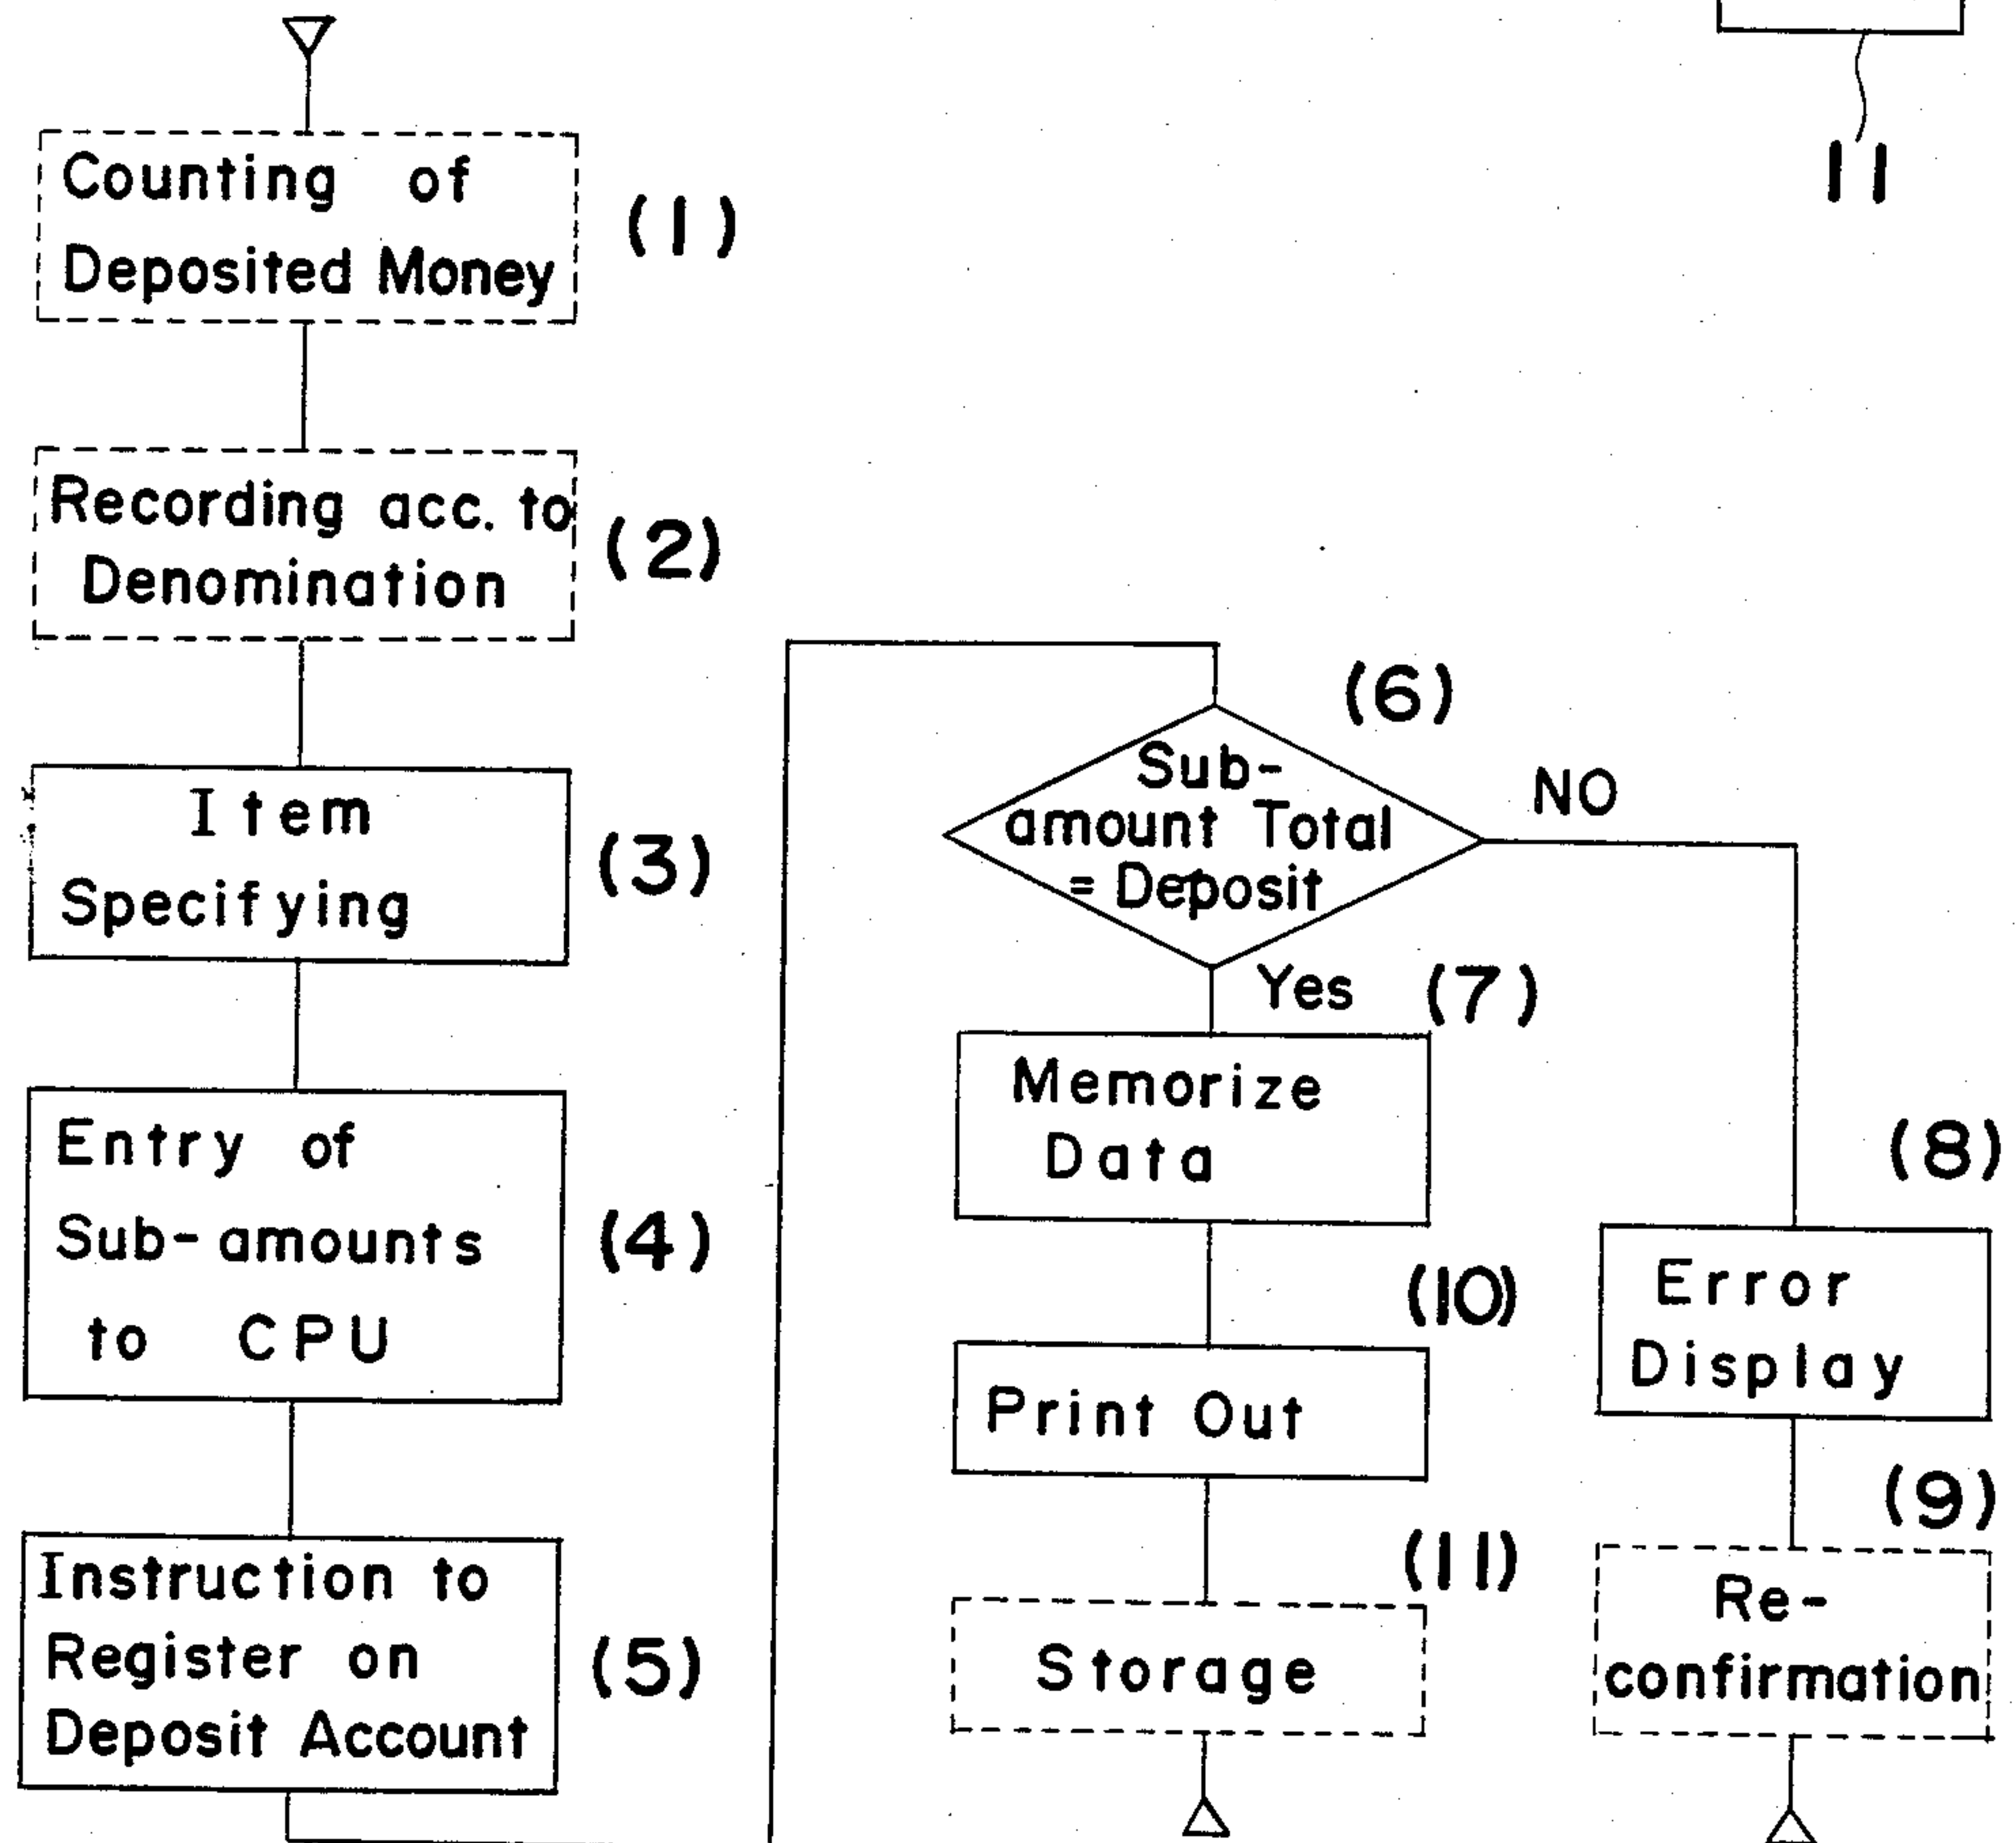 11
Counting of
Deposited Money
(1)
Recording acc. to
Denomination
(2)
Item
Specifying
(3)
Entry of
Sub-amounts
to CPU
(4)
Instruction to
Register on
Deposit Account
(5)
(6)
Sub-
amount Total
= Deposit
NO
Yes
(7)
Memorize
Data
(8)
Error
Display
(9)
Re-
confirmation
(10)
Print Out
(11)
Storage